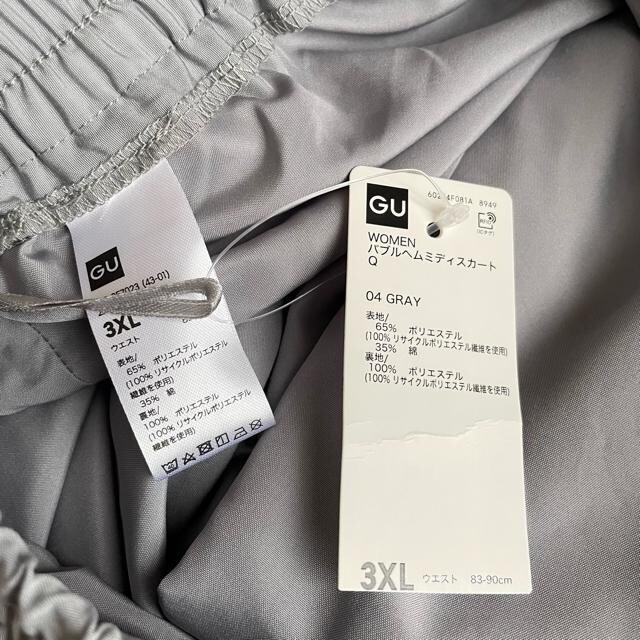 GU
(43-01)
3XL
ウエスト
表地/
65% ポリエステル
(100% リサイクルポリエステル
繊維を使用)
35% 綿
裏地/
100% ポリエステル
(100% リサイクルポリエステル
繊維を使用)
GU
8949
(ICタグ)
WOMEN
バブルヘムミディスカート
Q
04 GRAY
表地/
65% ポリエステル
(100% リサイクルポリエステル繊維を使用)
35% 綿
裏地/
100% ポリエステル
(100% リサイクルポリエステル繊維を使用)
3XL ウエスト 83-90cm